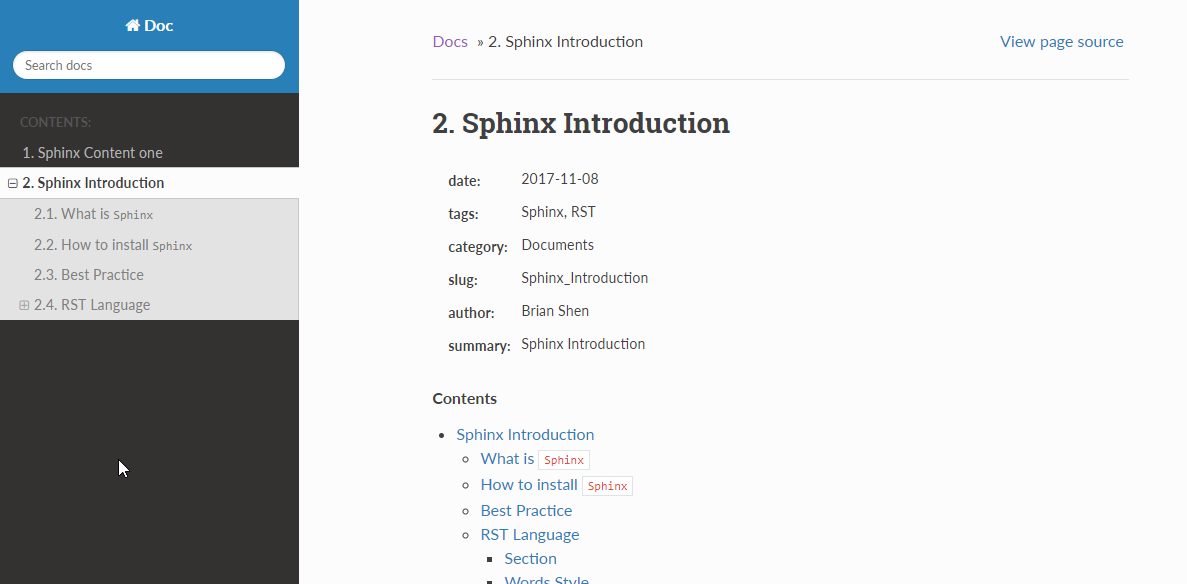 Doc
Search docs
CONTENTS:
1. Sphinx Content one
2. Sphinx Introduction
2.1. What is Sphinx
2.2. How to install Sphinx
2.3. Best Practice
2.4. RST Language
Docs » 2. Sphinx Introduction
View page source
2. Sphinx Introduction
date: 2017-11-08
tags: Sphinx, RST
category: Documents
slug: Sphinx_Introduction
author: Brian Shen
summary: Sphinx Introduction
Contents
Sphinx Introduction
What is Sphinx
How to install Sphinx
Best Practice
RST Language
Section
Words Style